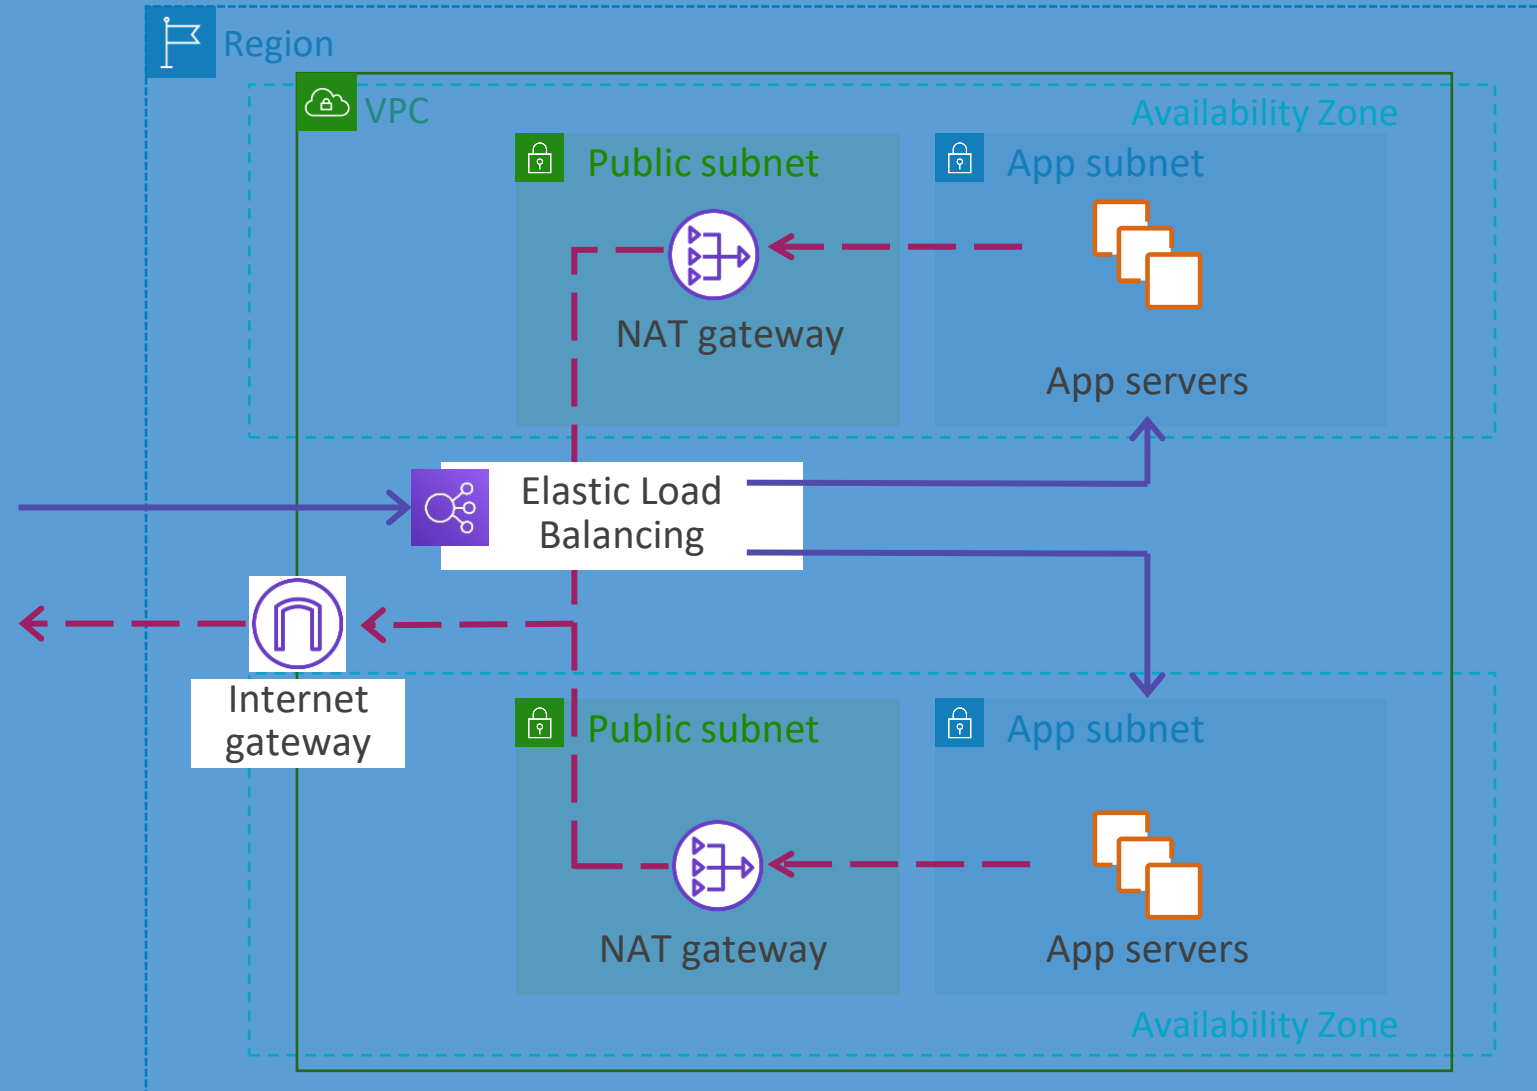 Region
VPC
Availability Zone
Public subnet
App subnet
NAT gateway
App servers
Elastic Load
Balancing
Internet
gateway
Public subnet
App subnet
NAT gateway
App servers
Availability Zone